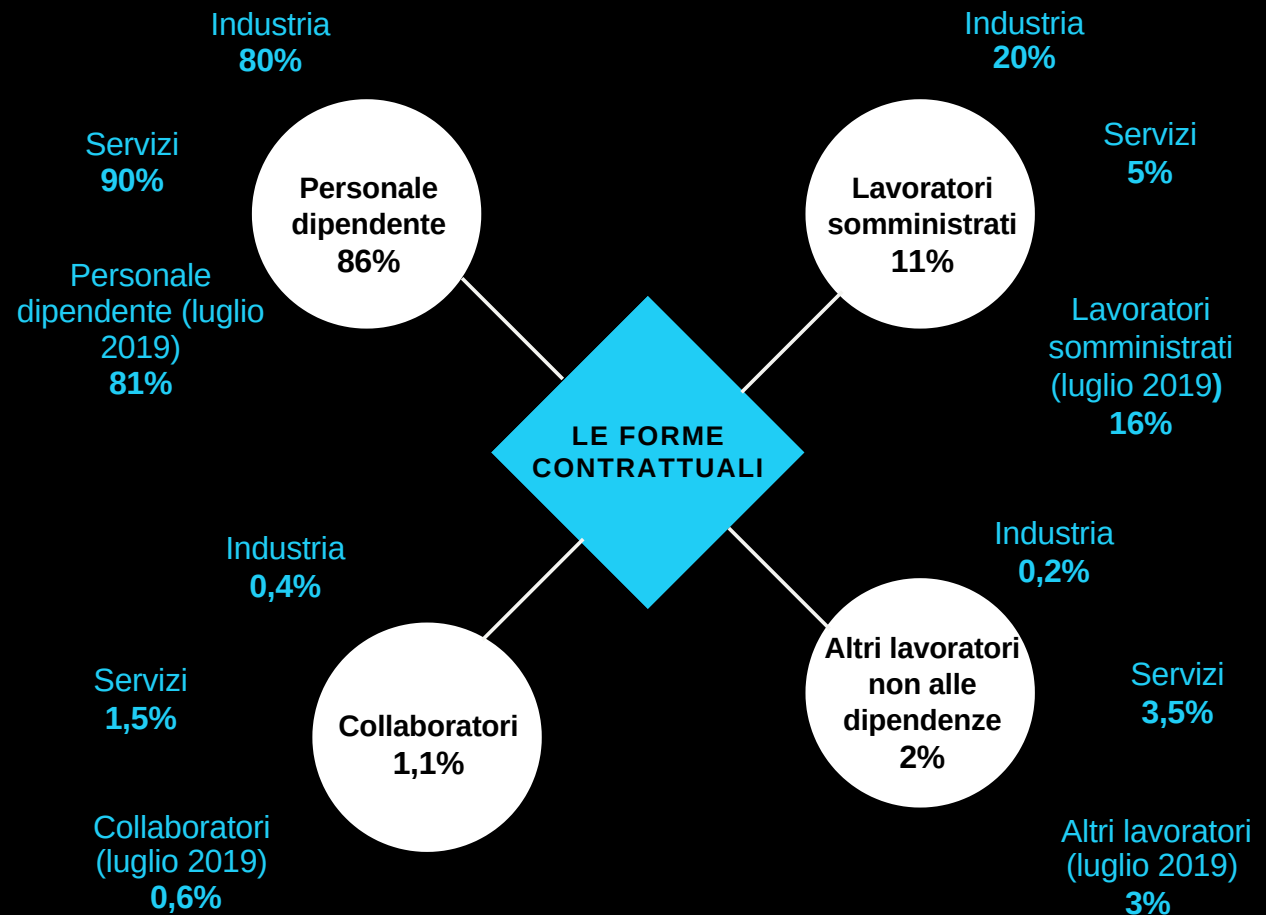 Industria
80%
Servizi
90%
Personale
dipendente (luglio
2019)
81%
Personale
dipendente
86%
Industria
20%
Servizi
5%
Lavoratori
somministrati
(luglio 2019)
16%
Lavoratori
somministrati
11%
LE FORME
CONTRATTUALI
Industria
0,4%
Servizi
1,5%
Collaboratori
(luglio 2019)
0,6%
Collaboratori
1,1%
Industria
0,2%
Servizi
3,5%
Altri lavoratori
(luglio 2019)
3%
Altri lavoratori
non alle
dipendenze
2%